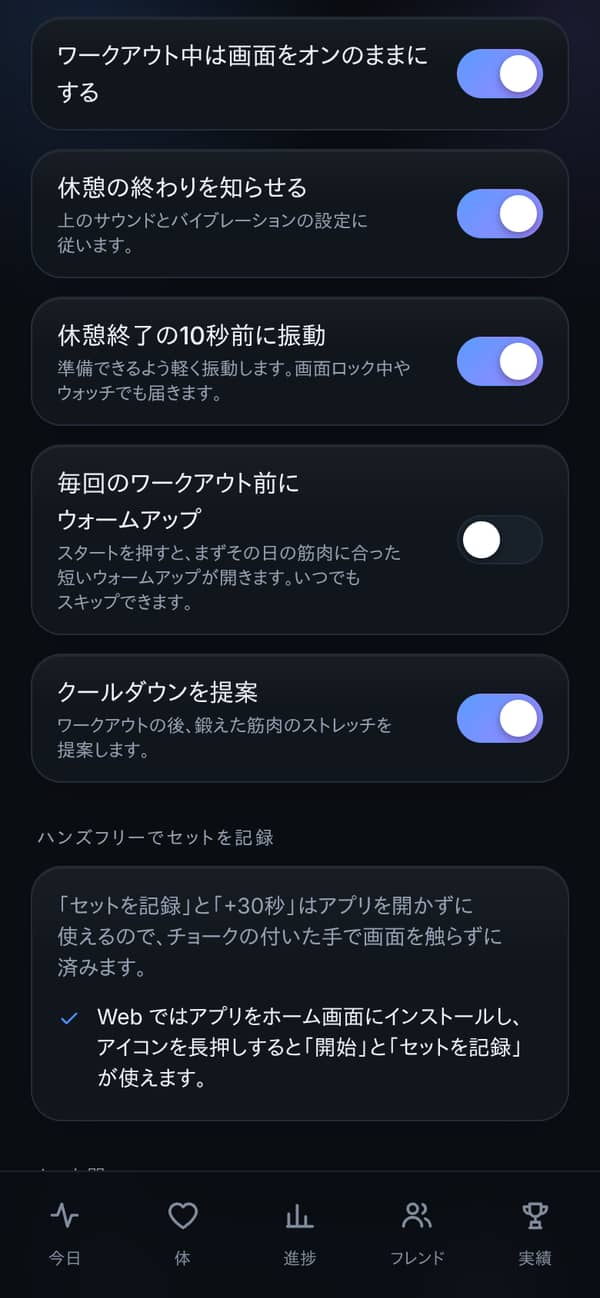 ワークアウト中は画面をオンのままに
する
休憩の終わりを知らせる
上のサウンドとバイブレーションの設定に
従います。
休憩終了の10秒前に振動
準備できるよう軽く振動します。画面ロック中や
ウォッチでも届きます。
毎回のワークアウト前に
ウォームアップ
スタートを押すと、まずその日の筋肉に合った
短いウォームアップが開きます。いつでも
スキップできます。
クールダウンを提案
ワークアウトの後、鍛えた筋肉のストレッチを
提案します。
ハンズフリーでセットを記録
「セットを記録」と「+30秒」はアプリを開かずに
使えるので、チョークの付いた手で画面を触らずに
済みます。
Web ではアプリをホーム画面にインストールし、
アイコンを長押しすると「開始」と「セットを記録」
が使えます。
今日
体
進捗
フレンド
実績